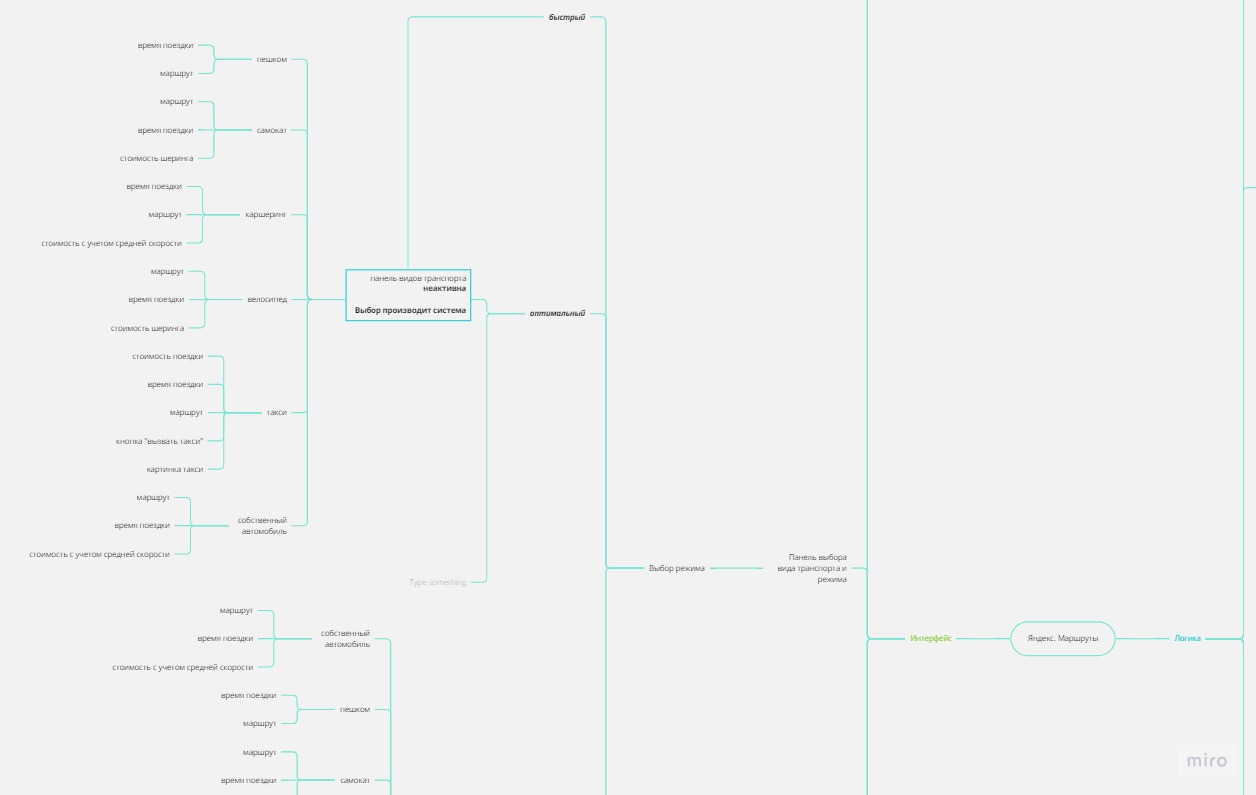 быстрый
время поездки
пешком
маршрут
маршрут
время поездки
самокат
стоимость шеринга
время поездки
маршрут
каршеринг
стоимость с учетом средней скорости
маршрут
время поездки
велосипед
стоимость шеринга
панель видов транспорта
неактивна
Выбор производит система
оптимальный
стоимость поездки
время поездки
маршрут
такси
кнопка "вызвать такси"
картинка такси
маршрут
время поездки
собственный
автомобиль
стоимость с учетом средней скорости
Type something
Выбор режима
Панель выбора
вида транспорта и
режима
маршрут
время поездки
собственный
автомобиль
стоимость с учетом средней скорости
Интерфейс
Яндекс. Маршруты
Логика
время поездки
пешком
маршрут
маршрут
время поездки
самокат
miro